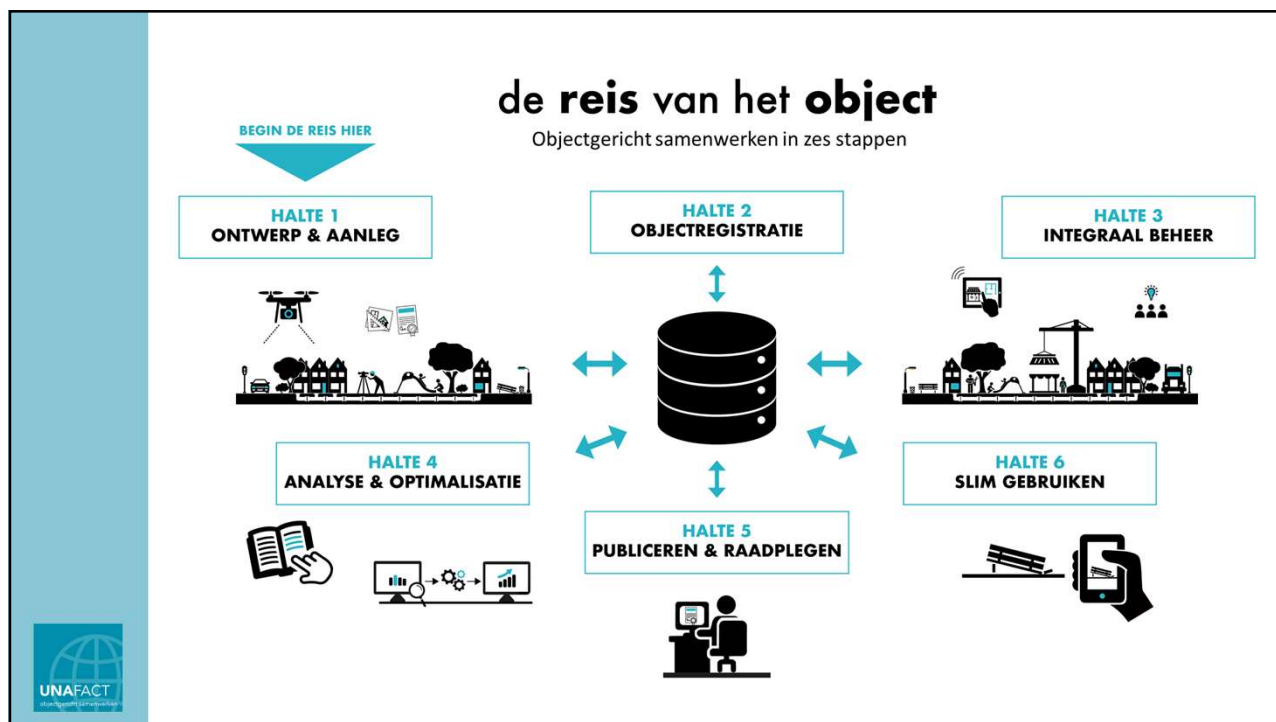 de reis van het object
Objectgericht samenwerken in zes stappen
BEGIN DE REIS HIER
HALTE 1
ONTWERP & AANLEG
HALTE 2
OBJECTREGISTRATIE
HALTE 3
INTEGRAAL BEHEER
HALTE 4
ANALYSE & OPTIMALISATIE
HALTE 5
PUBLICEREN & RAADPLEGEN
HALTE 6
SLIM GEBRUIKEN
UNAFACT
objectgericht samenwerken